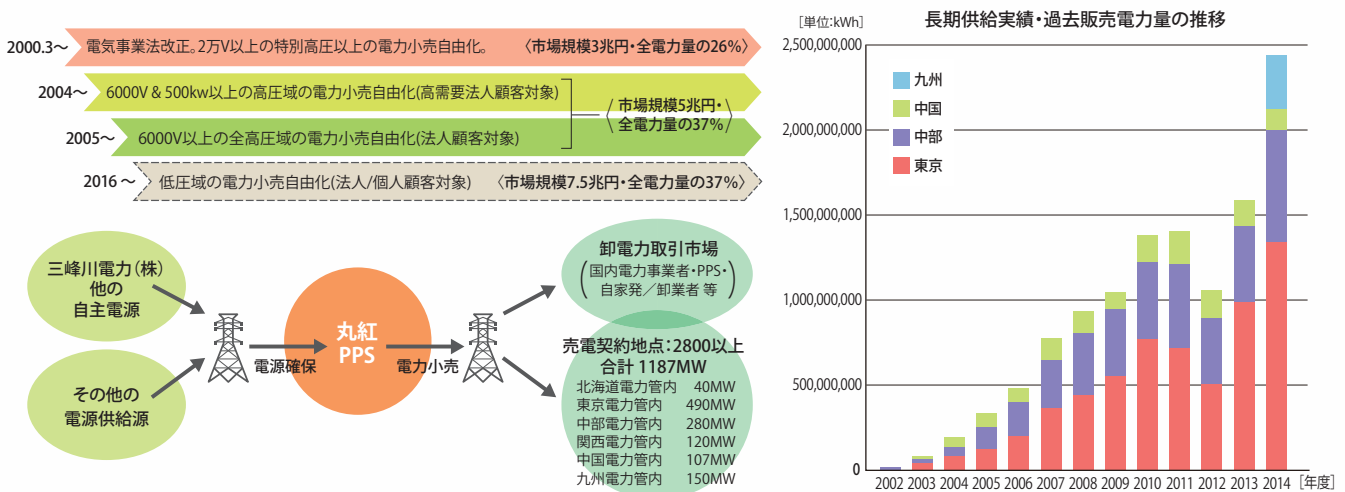 2000.3～ 電気事業法改正。2万V以上の特別高圧以上の電力小売自由化。 〈市場規模3兆円・全電力量の26%〉
2004～ 6000V & 500kw以上の高圧域の電力小売自由化(高需要法人顧客対象)
2005～ 6000V以上の全高圧域の電力小売自由化(法人顧客対象)
〈市場規模5兆円・
全電力量の37%〉
2016～ 低圧域の電力小売自由化(法人/個人顧客対象) 〈市場規模7.5兆円・全電力量の37%〉
三峰川電力(株)
他の
自主電源
その他の
電源供給源
電源確保
丸紅
PPS
電力小売
卸電力取引市場
(国内電力事業者・PPS・
自家発／卸業者 等)
売電契約地点：2800以上
合計 1187MW
北海道電力管内 40MW
東京電力管内 490MW
中部電力管内 280MW
関西電力管内 120MW
中国電力管内 107MW
九州電力管内 150MW
長期供給実績・過去販売電力量の推移
[単位:kWh]
2,500,000,000
2,000,000,000
1,500,000,000
1,000,000,000
500,000,000
0
九州
中国
中部
東京
2002 2003 2004 2005 2006 2007 2008 2009 2010 2011 2012 2013 2014 [年度]